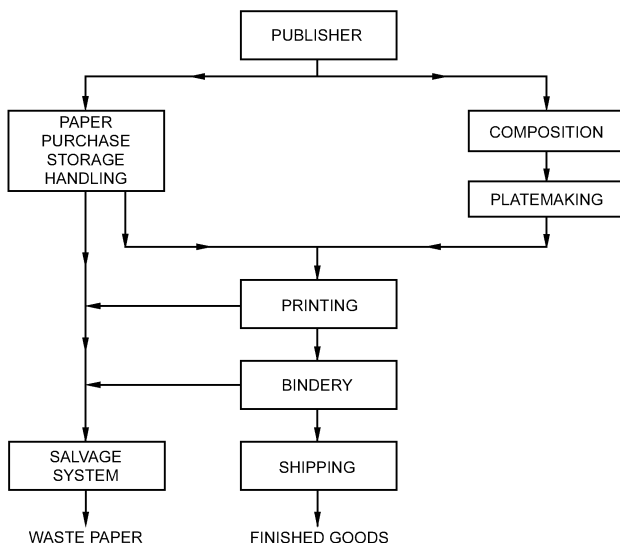 PUBLISHER
PAPER
PURCHASE
STORAGE
HANDLING
COMPOSITION
PLATEMAKING
PRINTING
BINDERY
SALVAGE
SYSTEM
SHIPPING
WASTE PAPER
FINISHED GOODS